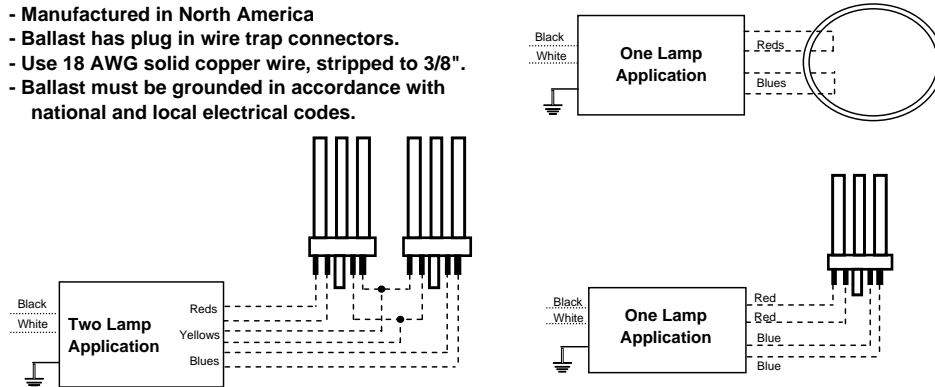 - Manufactured in North America
- Ballast has plug in wire trap connectors.
- Use 18 AWG solid copper wire, stripped to 3/8".
- Ballast must be grounded in accordance with
national and local electrical codes.
Black
White
One Lamp
Application
Reds
Blues
Black
White
Two Lamp
Application
Reds
Yellows
Blues
Black
White
One Lamp
Application
Red
Red
Blue
Blue